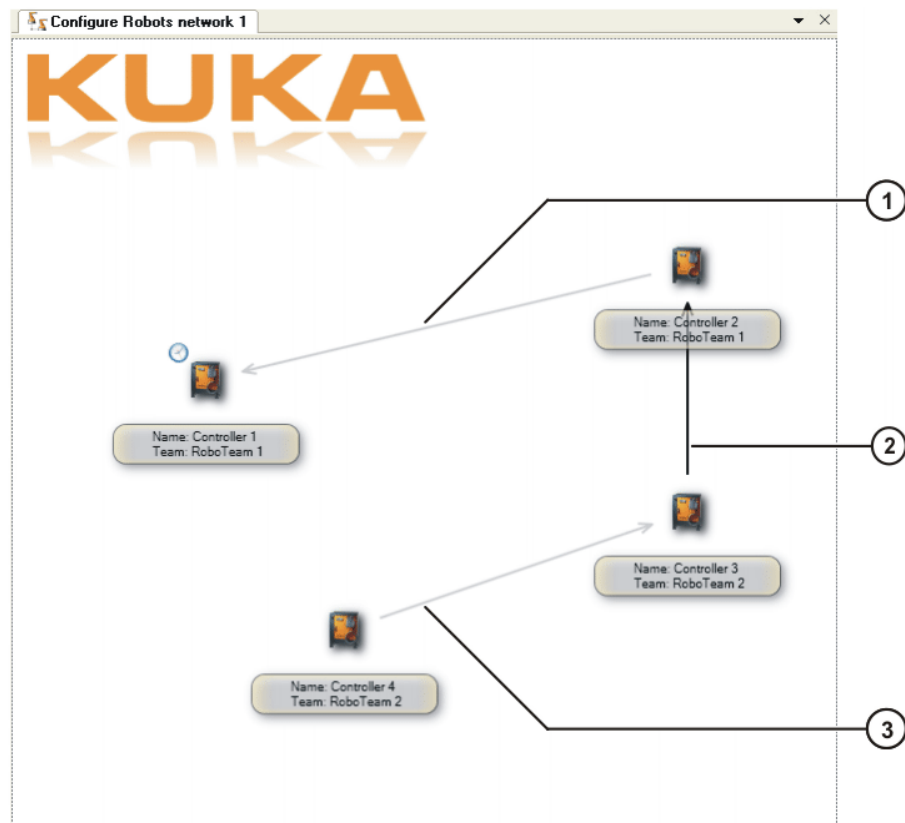 Configure Robots network 1
KUKA
1
Name: Controller 2
Team: RoboTeam 1
Name: Controller 1
Team: RoboTeam 1
2
Name: Controller 3
Team: RoboTeam 2
Name: Controller 4
Team: RoboTeam 2
3